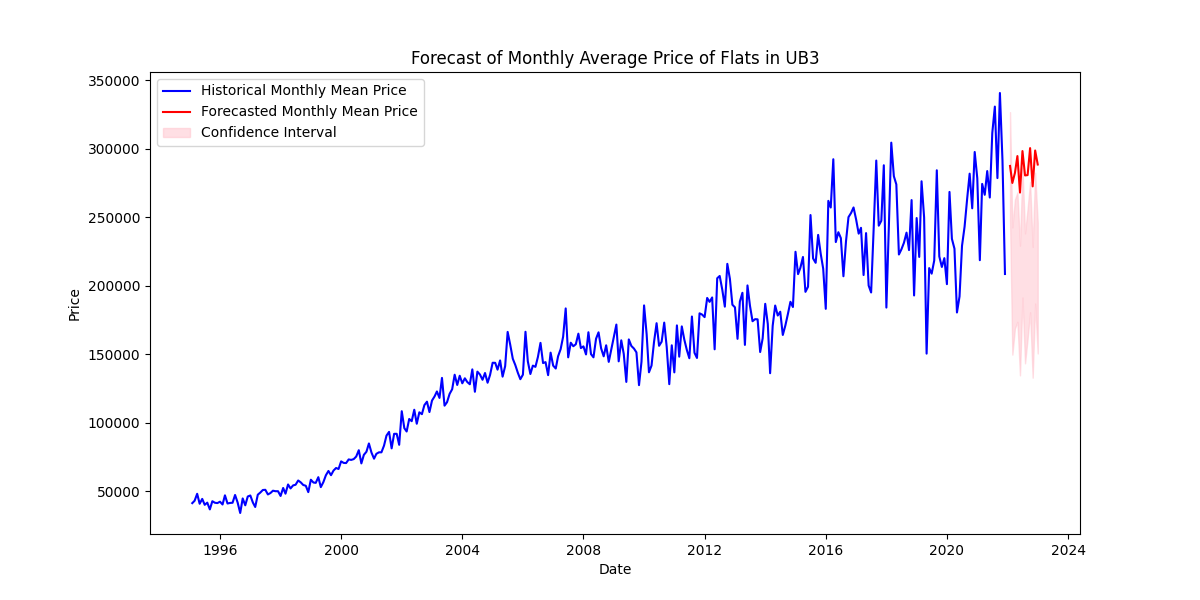 Forecast of Monthly Average Price of Flats in UB3
Historical Monthly Mean Price
Forecasted Monthly Mean Price
Confidence Interval
350000
300000
250000
200000
150000
100000
50000
Price
1996 2000 2004 2008 2012 2016 2020 2024
Date